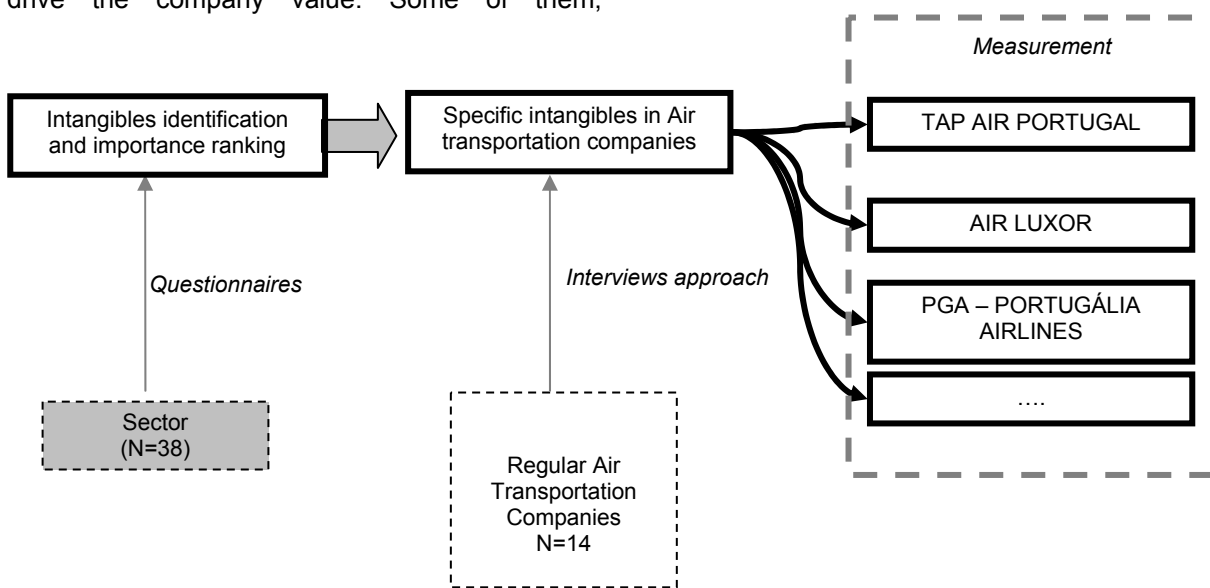 drive the company value. Some of them,
Measurement
Intangibles identification
and importance ranking
Specific intangibles in Air
transportation companies
TAP AIR PORTUGAL
AIR LUXOR
Questionnaires
Interviews approach
PGA – PORTUGÁLIA
AIRLINES
....
Sector
(N=38)
Regular Air
Transportation
Companies
N=14